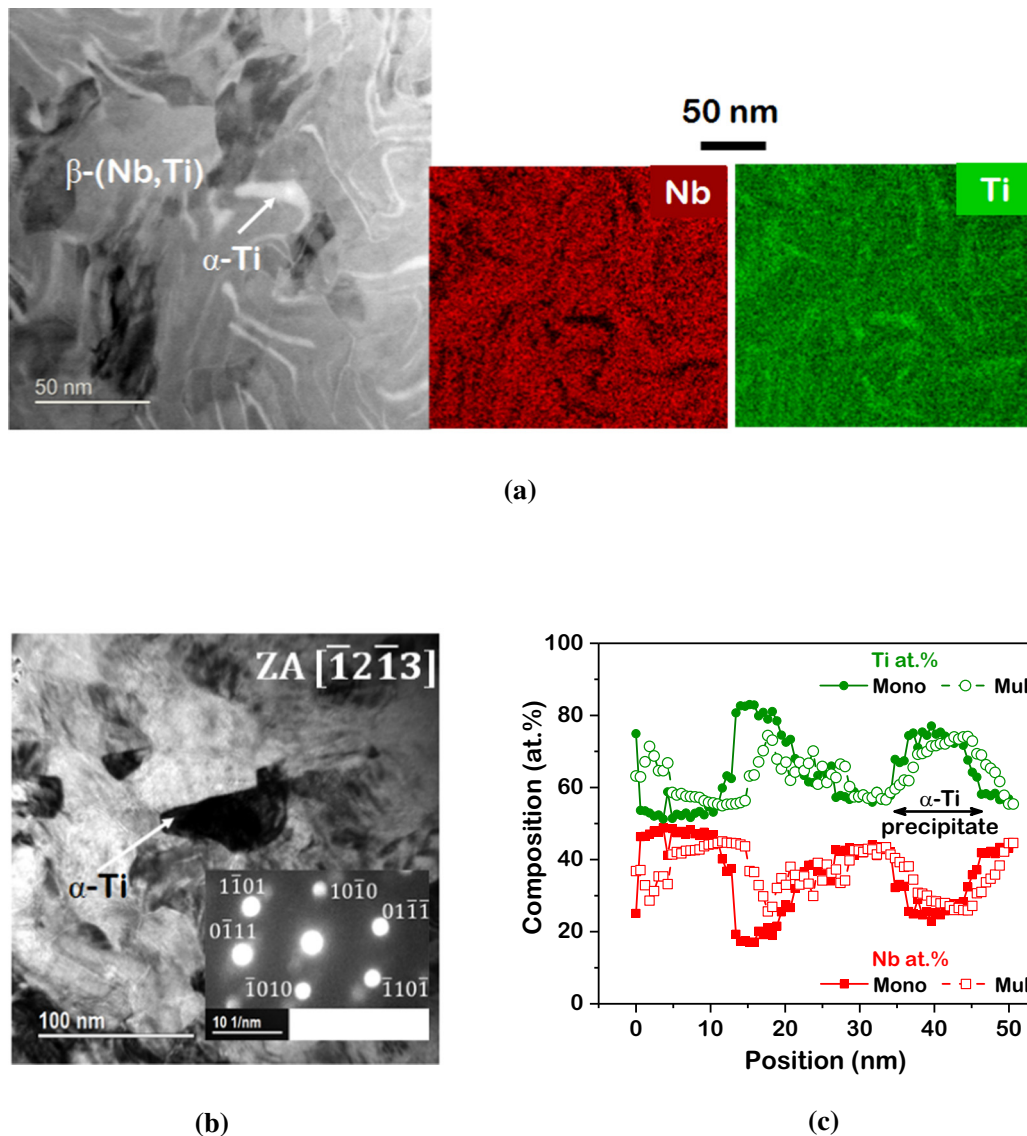 50 nm
β-(Nb,Ti)
Nb
Ti
α-Ti
50 nm
(a)
ZA [1̅21̅3]
α-Ti
11̅01
101̅0
011̅1̅
01̅11
1̅010
1̅101̅
100 nm
10 1/nm
(b)
100
80
60
40
20
0
Composition (at.%)
Ti at.%
Mono
Mul
α-Ti
precipitate
Nb at.%
Mono
Mul
0
10
20
30
40
50
Position (nm)
(c)